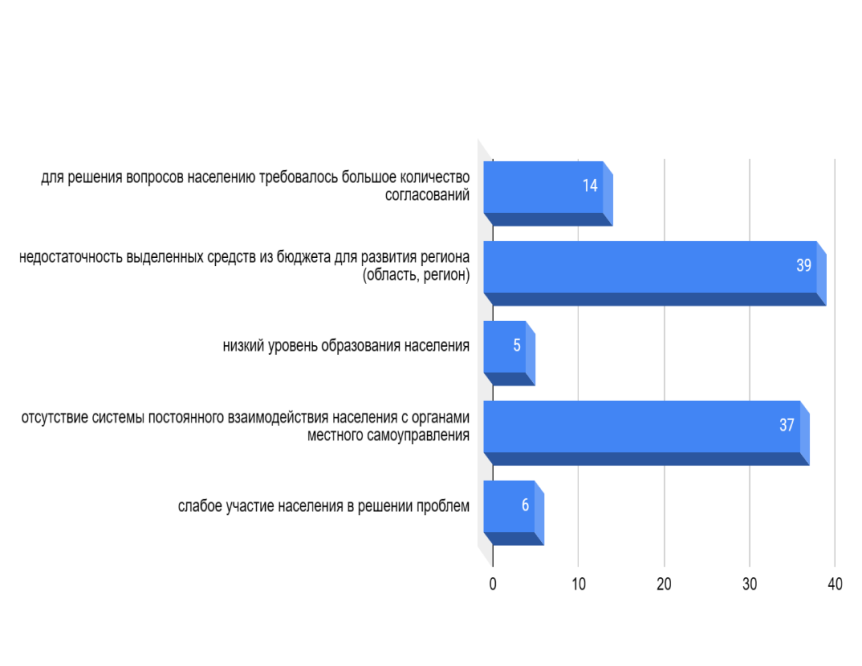 для решения вопросов населению требовалось большое количество
согласований
14
недостаточность выделенных средств из бюджета для развития региона
(область, регион)
39
низкий уровень образования населения
5
отсутствие системы постоянного взаимодействия населения с органами
местного самоуправления
37
слабое участие населения в решении проблем
6
0 10 20 30 40